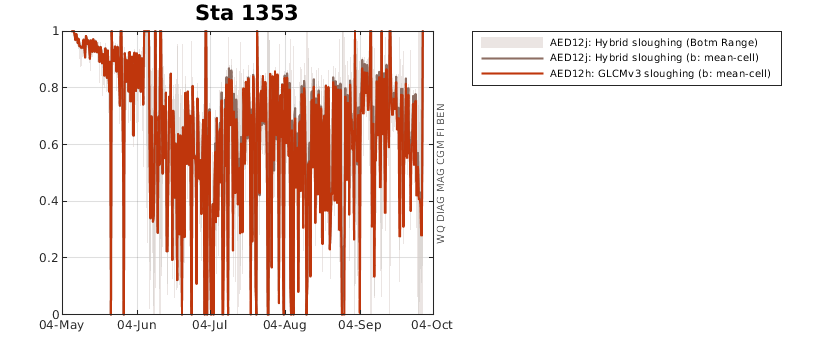 Sta 1353
1
0.8
0.6
0.4
0.2
0
04-May
04-Jun
04-Jul
04-Aug
04-Sep
04-Oct
WQ DIAG MAG CGM FI BEN
AED12j: Hybrid sloughing (Botm Range)
AED12j: Hybrid sloughing (b: mean-cell)
AED12h: GLCMv3 sloughing (b: mean-cell)